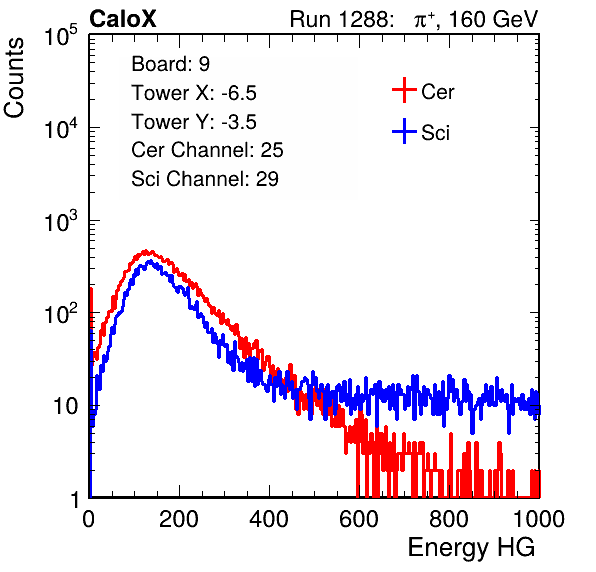 CaloX Run 1288: π⁺, 160 GeV
Counts
10⁵
10⁴
10³
10²
10
1
Board: 9
Tower X: -6.5
Tower Y: -3.5
Cer Channel: 25
Sci Channel: 29
Cer
Sci
0 200 400 600 800 1000
Energy HG